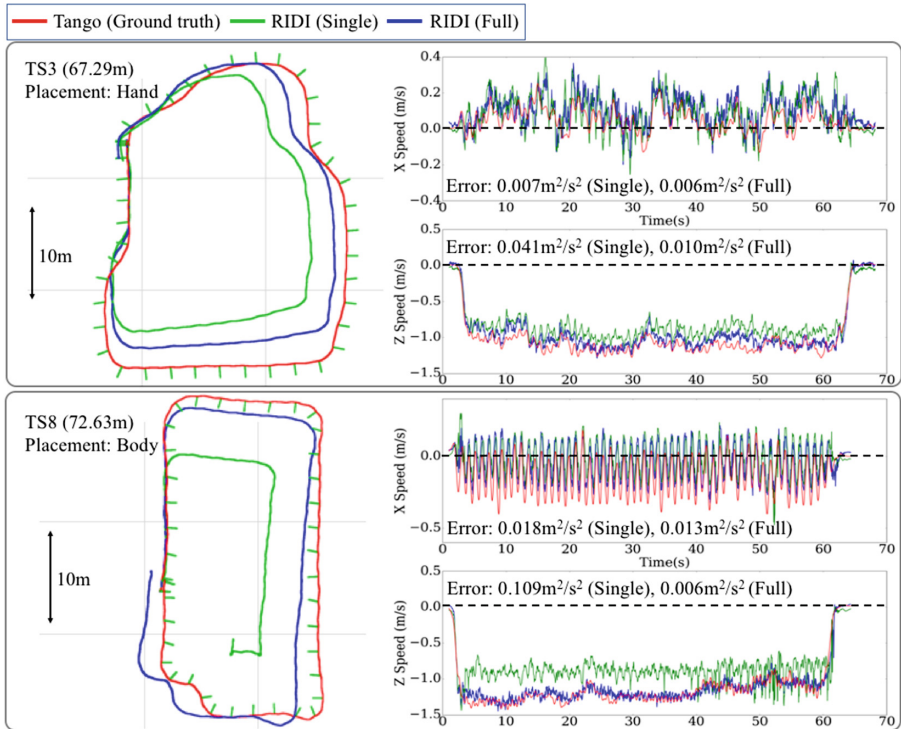 Tango (Ground truth) RIDI (Single) RIDI (Full)
TS3 (67.29m)
Placement: Hand
10m
0.4
0.2
0.0
−0.2
−0.4
X Speed (m/s)
Error: 0.007m²/s² (Single), 0.006m²/s² (Full)
0 10 20 30 40 50 60 70
Time(s)
0.5
0.0
−0.5
−1.0
−1.5
Z Speed (m/s)
Error: 0.041m²/s² (Single), 0.010m²/s² (Full)
0 10 20 30 40 50 60 70
TS8 (72.63m)
Placement: Body
10m
0.0
−0.5
X Speed (m/s)
Error: 0.018m²/s² (Single), 0.013m²/s² (Full)
0 10 20 30 40 50 60 70
Time(s)
0.5
0.0
−0.5
−1.0
−1.5
Z Speed (m/s)
Error: 0.109m²/s² (Single), 0.006m²/s² (Full)
0 10 20 30 40 50 60 70